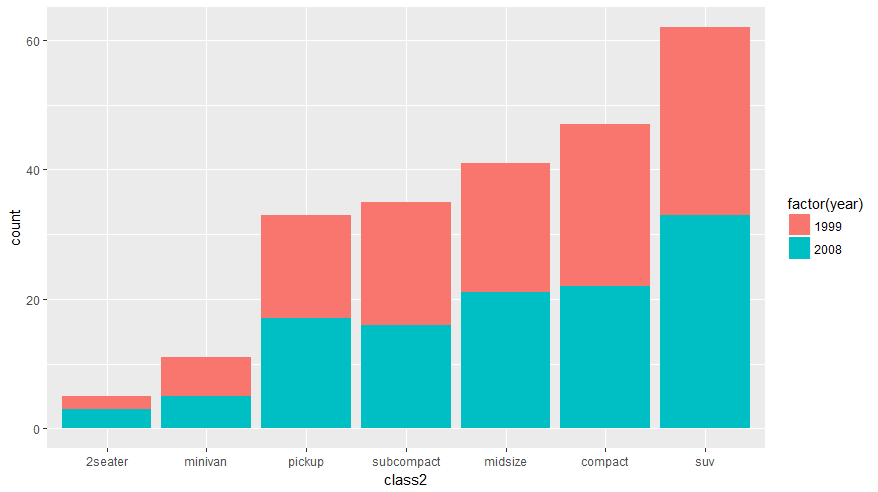 60
40
20
0
count
2seater minivan pickup subcompact midsize compact suv
class2
factor(year)
1999
2008